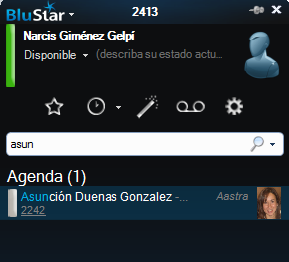 BluStar
2413
Narcis Giménez Gelpí
Disponible (describa su estado actu...
asun
Agenda (1)
Asunción Duenas Gonzalez -... Aastra
2242